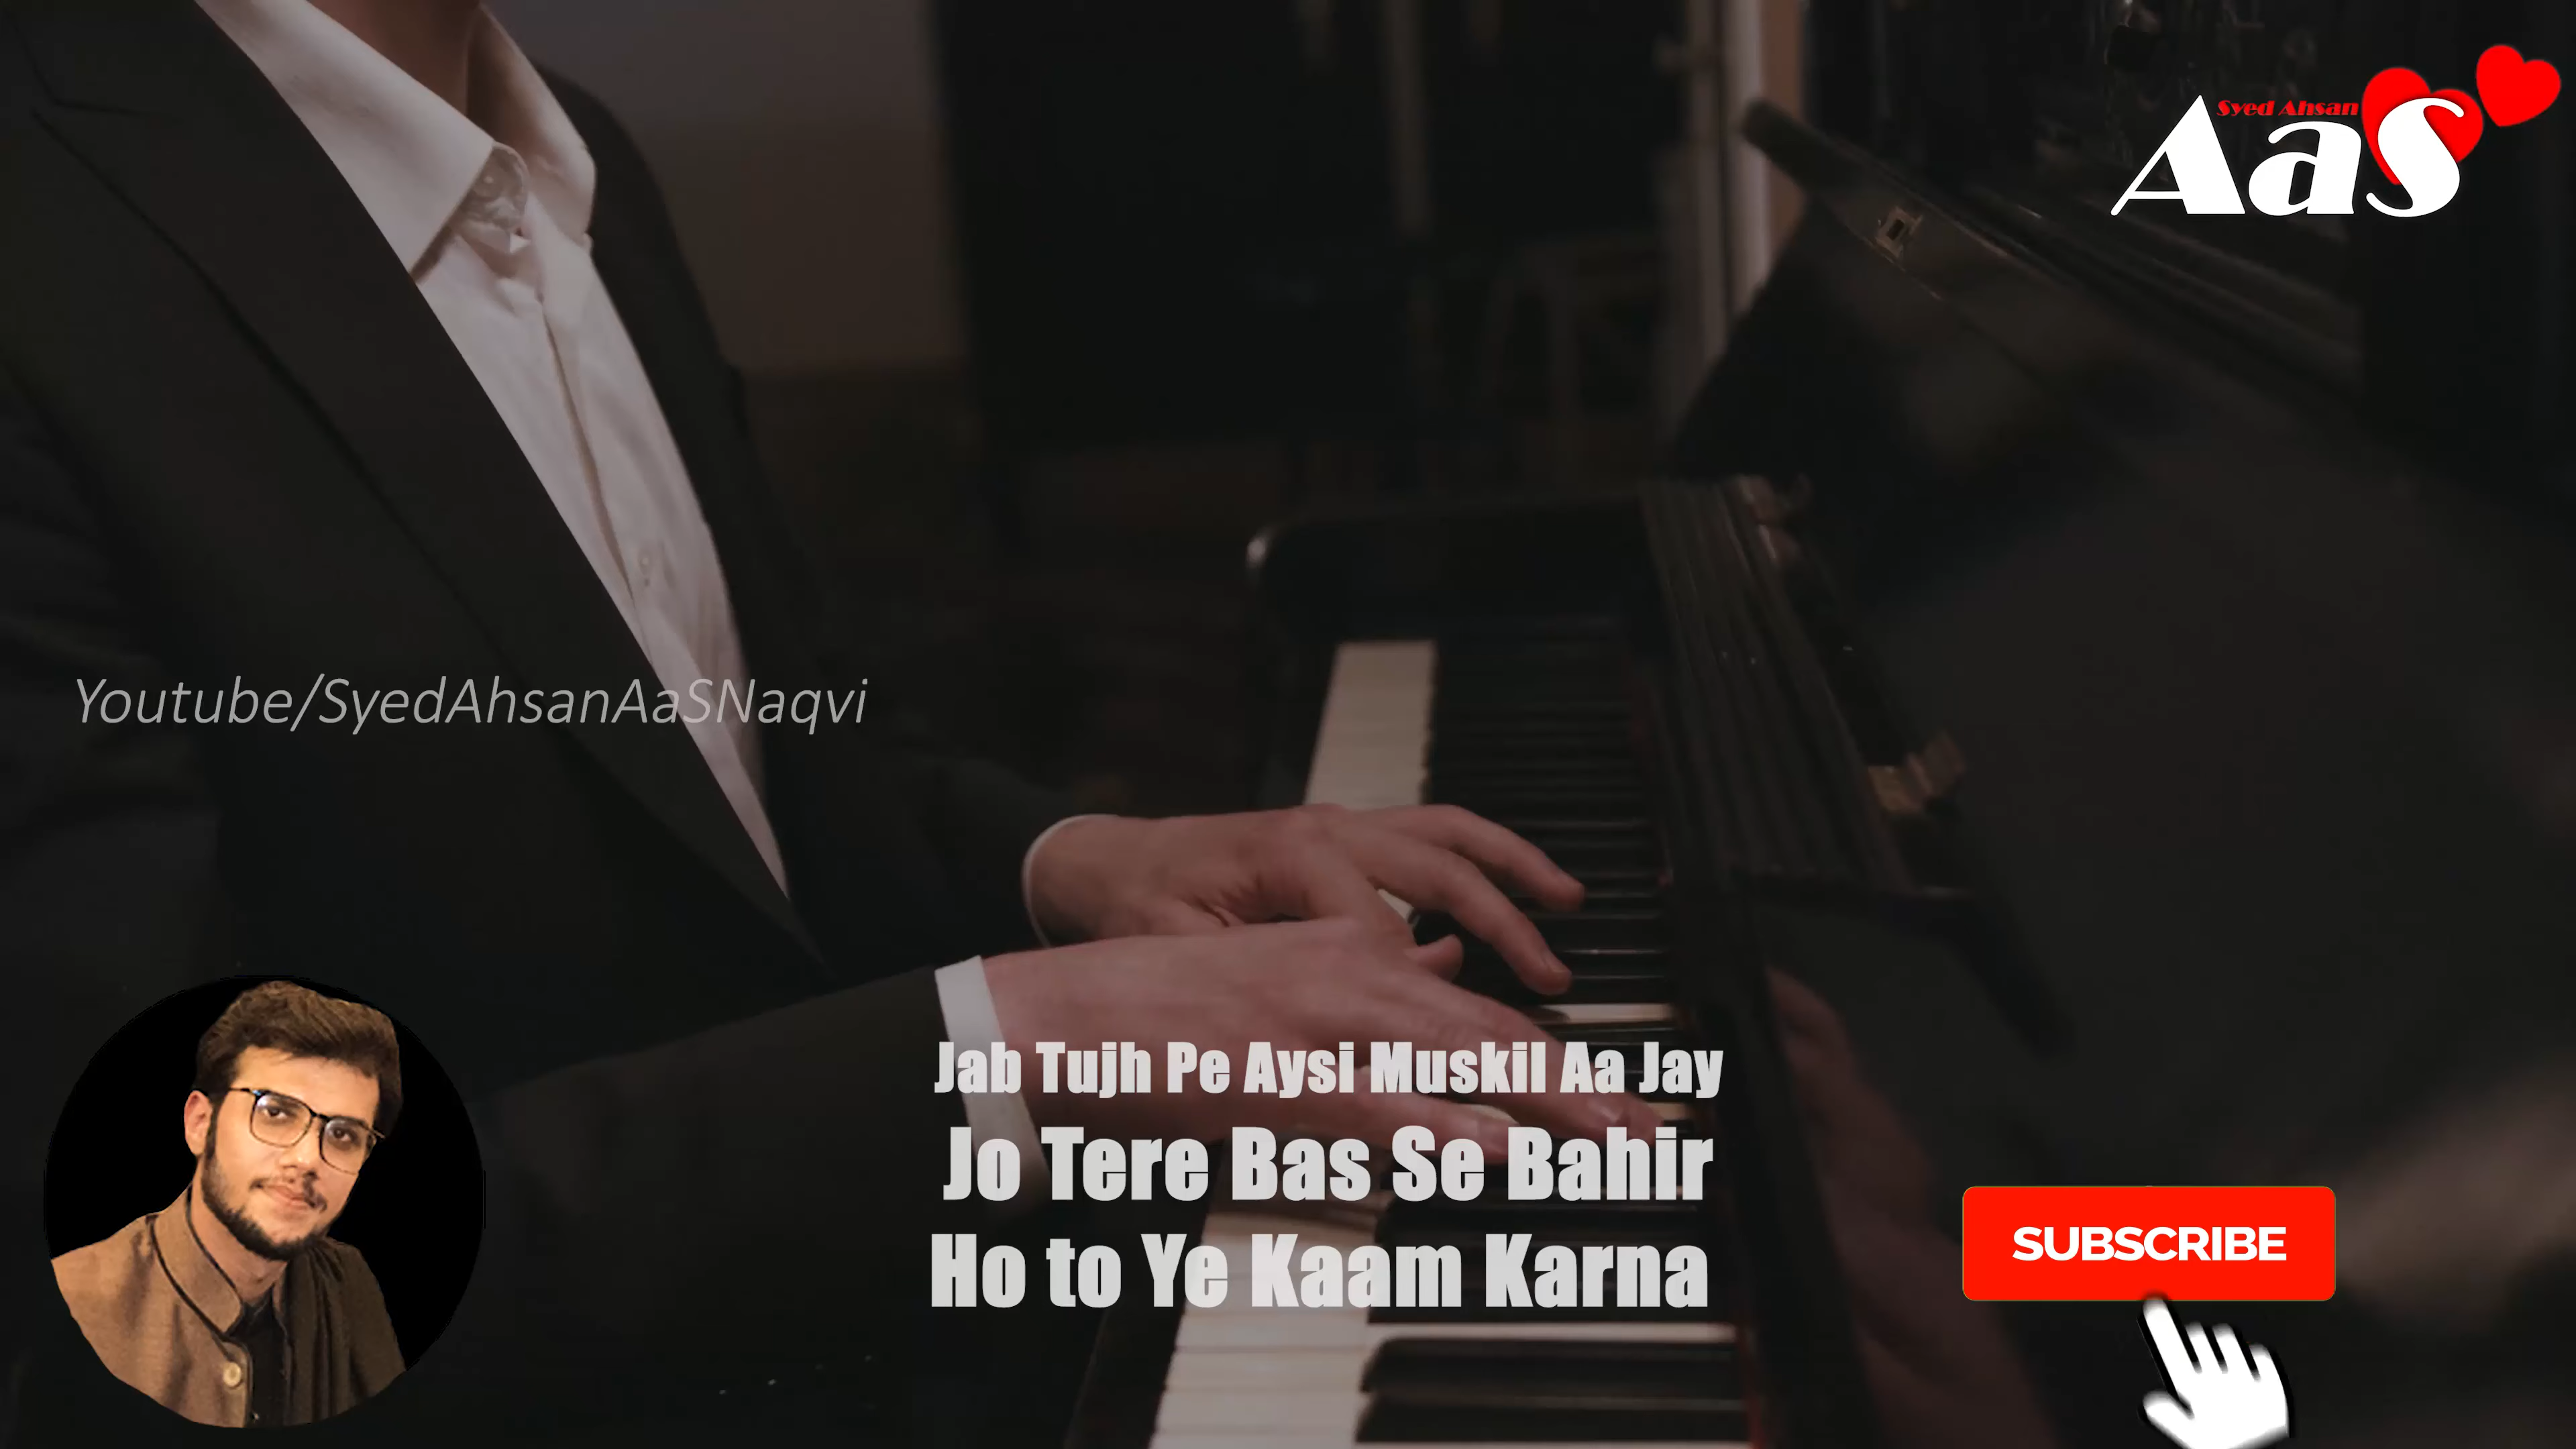 Syed Ahsan
AaS
Youtube/SyedAhsanAaSNaqvi
Jab Tujh Pe Aysi Muskil Aa Jay
Jo Tere Bas Se Bahir
Ho to Ye Kaam Karna
SUBSCRIBE